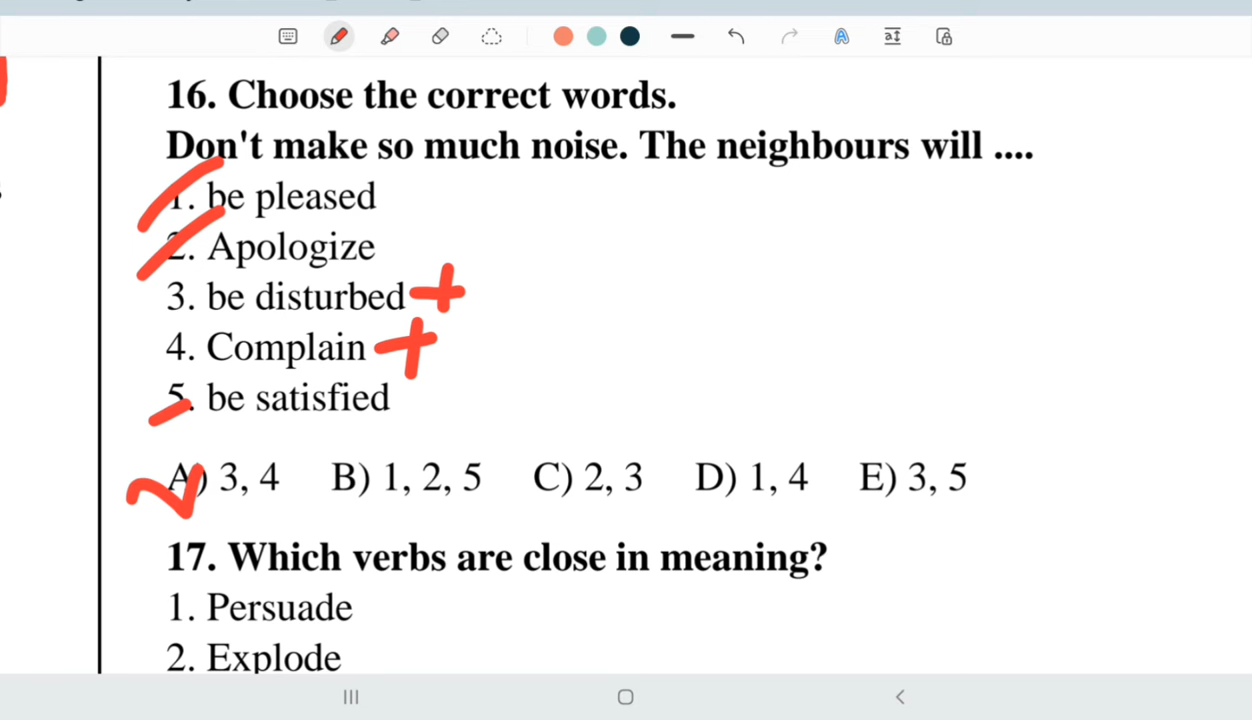 16. Choose the correct words.
Don't make so much noise. The neighbours will ....
1. be pleased
2. Apologize
3. be disturbed
4. Complain
5. be satisfied
A) 3, 4 B) 1, 2, 5 C) 2, 3 D) 1, 4 E) 3, 5
17. Which verbs are close in meaning?
1. Persuade
2. Explode